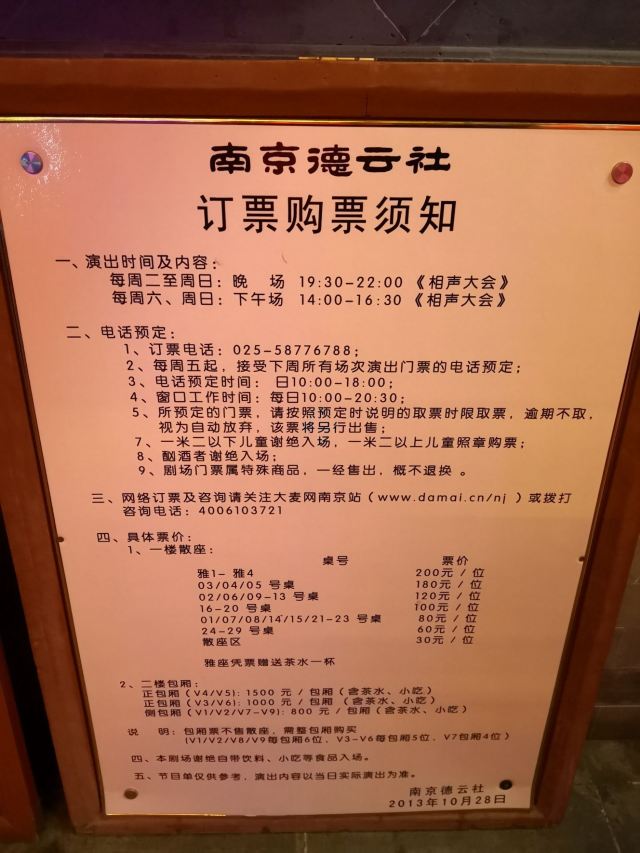 南京德云社
订票购票须知
一、演出时间及内容：
每周二至周日：晚 场 19:30-22:00《相声大会》
每周六、周日：下午场 14:00-16:30《相声大会》
二、电话预定：
1、订票电话：025-58776788；
2、每周五起，接受下周所有场次演出门票的电话预定；
3、电话预定时间： 日10:00-18:00；
4、窗口工作时间：每日10:00-20:30；
5、所预定的门票，请按照预定时说明的取票时限取票，逾期不取，
视为自动放弃，该票将另行出售；
7、一米二以下儿童谢绝入场，一米二以上儿童照章购票；
8、酗酒者谢绝入场；
9、剧场门票属特殊商品，一经售出，概不退换 。
三、网络订票及咨询请关注大麦网南京站（www.damai.cn/nj ）或拨打
咨询电话：4006103721
四、具体票价：
1、一楼散座：
桌号 票价
雅1- 雅4 200元 / 位
03/04/05 号桌 180元 / 位
02/06/09-13 号桌 120元 / 位
16-20 号桌 100元 / 位
01/07/08/14/15/21-23 号桌 80元 / 位
24-29 号桌 60元 / 位
散座区 30元 / 位
雅座凭票赠送茶水一杯
2、二楼包厢：
正包厢（V4/V5）: 1500 元 / 包厢（含茶水、小吃）
正包厢（V3/V6）: 1000 元 / 包厢 （含茶水、小吃）
侧包厢（V1/V2/V7-V9）: 800 元 / 包厢（含茶水、小吃）
说 明：包厢票不售散座，需整包厢购买
（V1/V2/V8/V9每包厢6位、V3-V6每包厢5位、V7包厢4位）
四、本剧场谢绝自带饮料、小吃等食品入场。
五、节目单仅供参考，演出内容以当日实际演出为准。
南京德云社
2013年10月28日